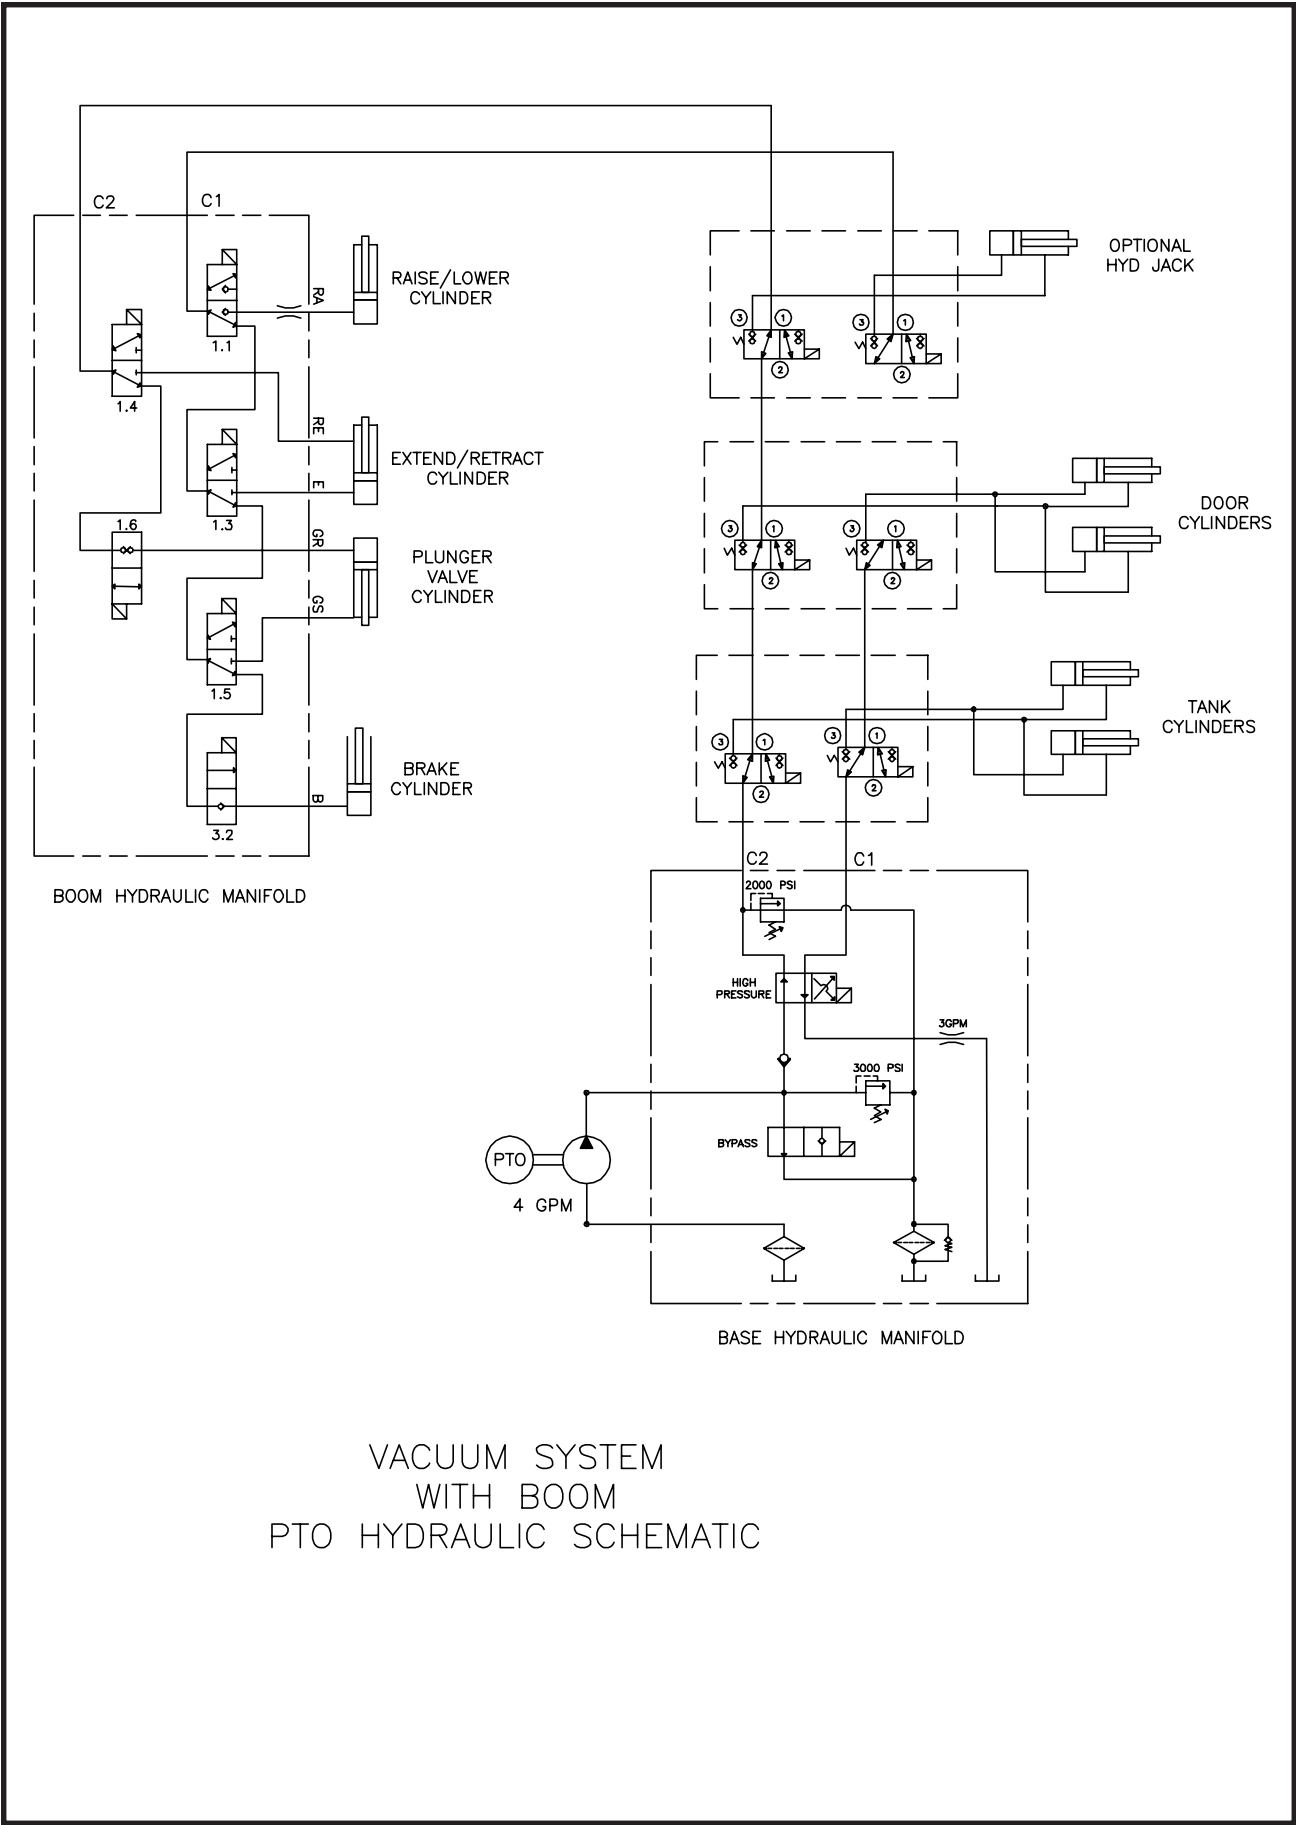 C2
C1
RA
RAISE/LOWER
CYLINDER
1.1
1.4
RE
EXTEND/RETRACT
CYLINDER
E
1.3
1.6
GR
PLUNGER
VALVE
CYLINDER
GS
1.5
BRAKE
CYLINDER
B
3.2
BOOM HYDRAULIC MANIFOLD
OPTIONAL
HYD JACK
3 1 3 1
2 2
DOOR
CYLINDERS
3 1 3 1
2 2
TANK
CYLINDERS
3 1 3 1
2 2
C2 C1
2000 PSI
HIGH
PRESSURE
3GPM
3000 PSI
BYPASS
PTO
4 GPM
BASE HYDRAULIC MANIFOLD
VACUUM SYSTEM
WITH BOOM
PTO HYDRAULIC SCHEMATIC